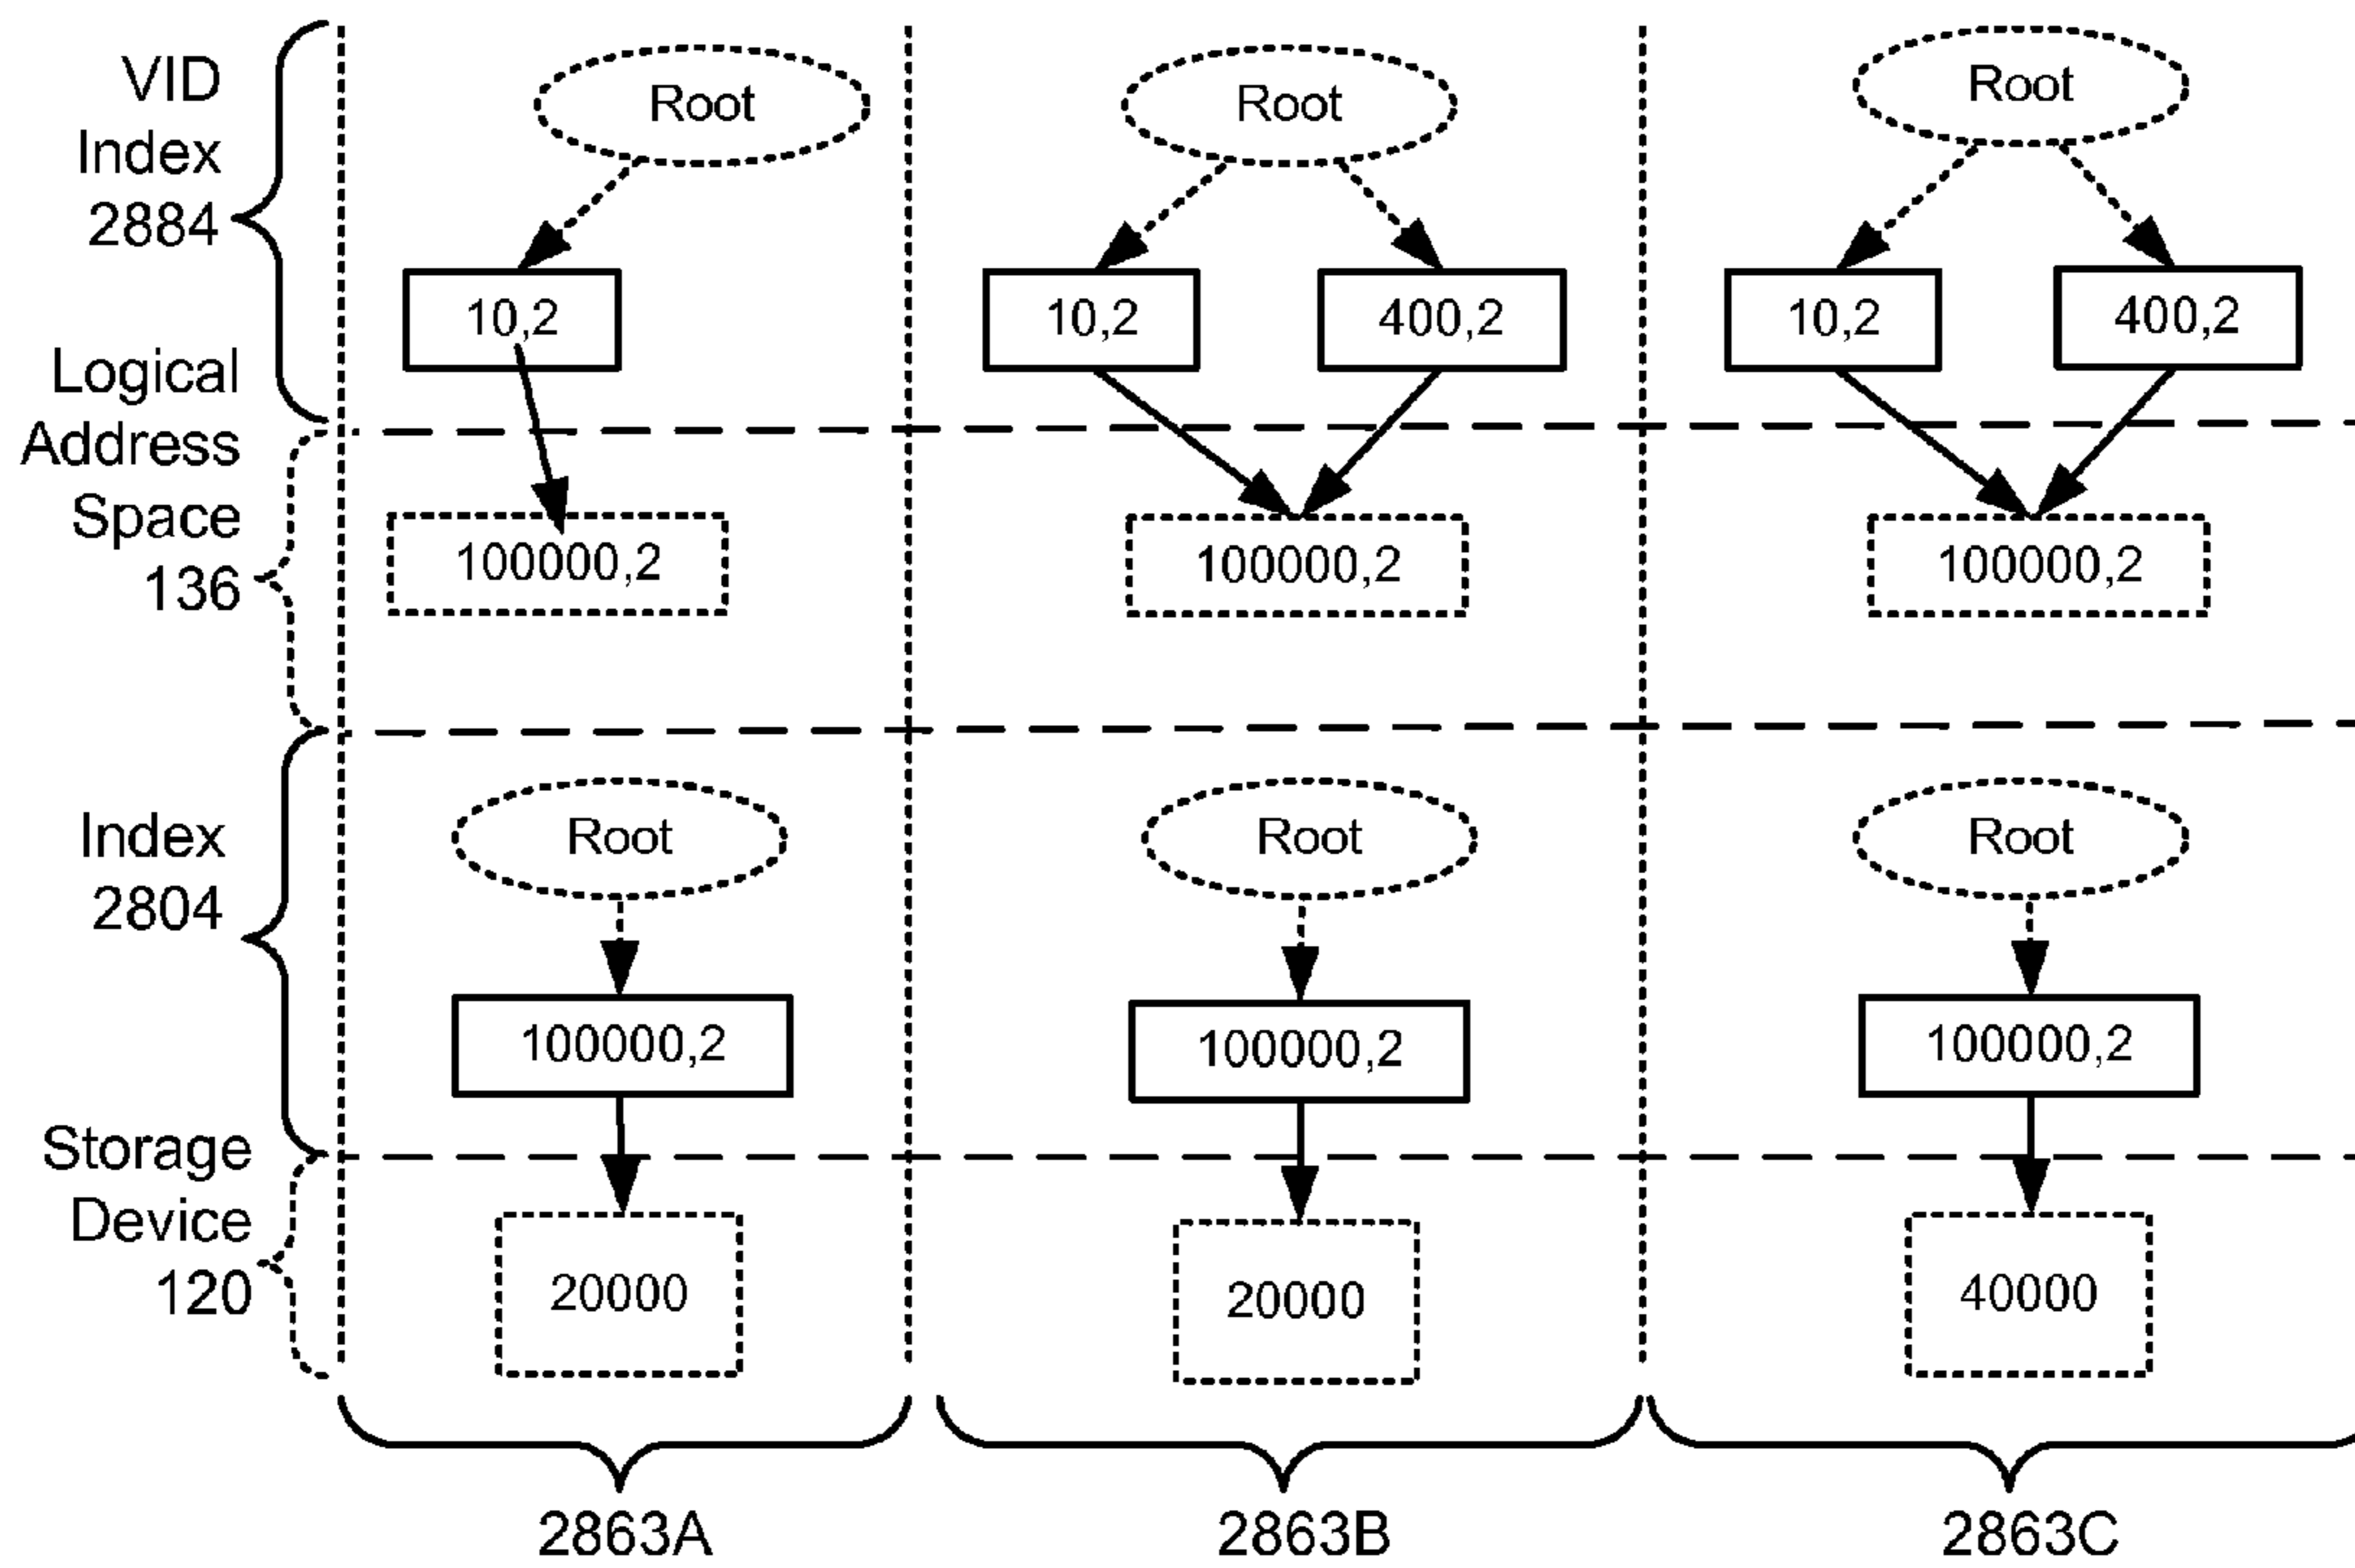 VID
Index
2884
Logical
Address
Space
136
Index
2804
Storage
Device
120
Root
10,2
100000,2
Root
100000,2
20000
2863A
Root
10,2
400,2
100000,2
Root
100000,2
20000
2863B
Root
10,2
400,2
100000,2
Root
100000,2
40000
2863C